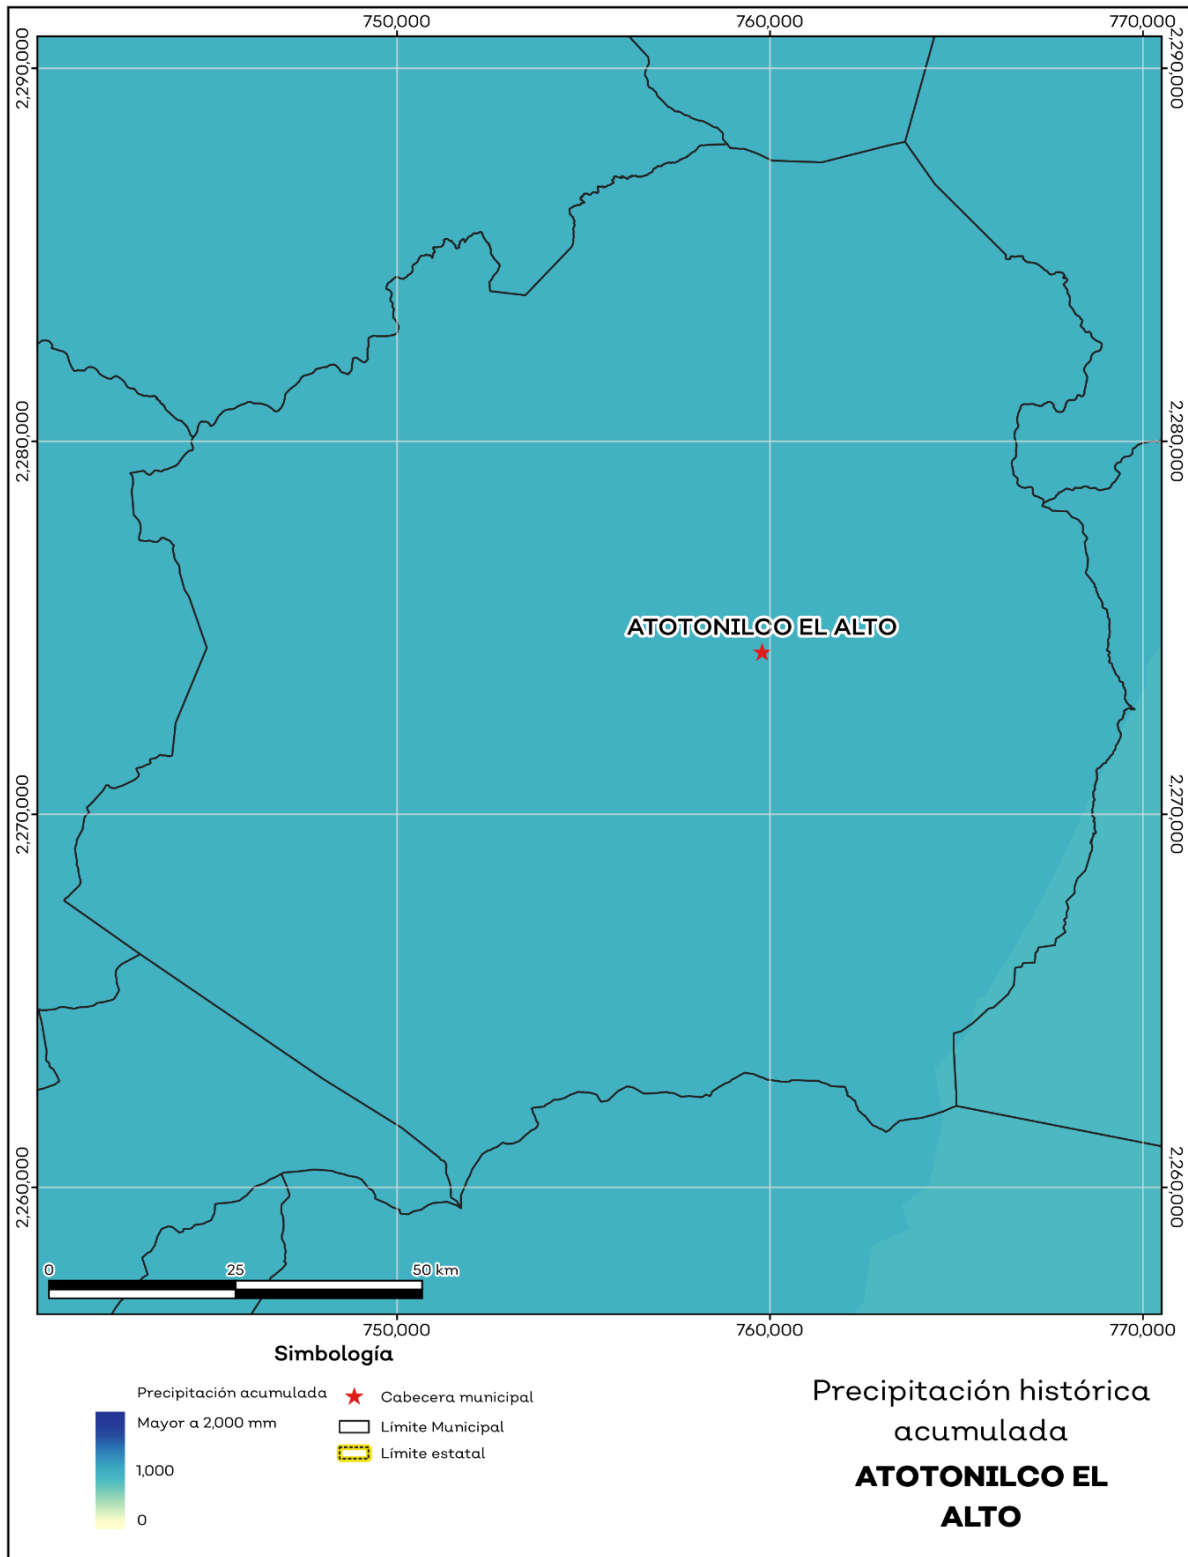 750,000
760,000
770,000
2,290,000
2,290,000
2,280,000
2,280,000
ATOTONILCO EL ALTO
2,270,000
2,270,000
2,260,000
2,260,000
0 25 50 km
750,000
760,000
770,000
Simbología
Precipitación acumulada
Mayor a 2,000 mm
1,000
0
Cabecera municipal
Límite Municipal
Límite estatal
Precipitación histórica
acumulada
ATOTONILCO EL
ALTO